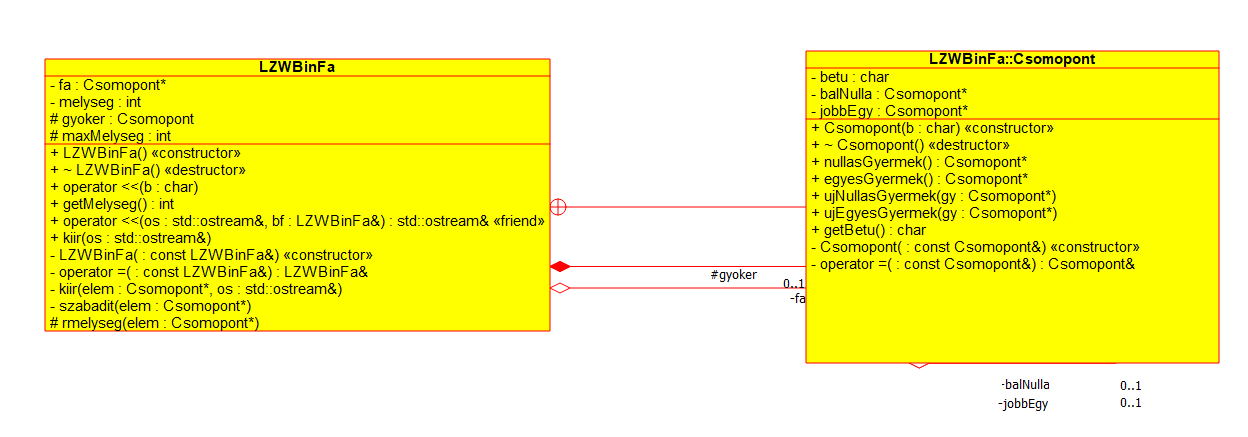 LZWBinFa
- fa : Csomopont*
- melyseg : int
# gyoker : Csomopont
# maxMelyseg : int
+ LZWBinFa() «constructor»
+ ~ LZWBinFa() «destructor»
+ operator <<(b : char)
+ getMelyseg() : int
+ operator <<(os : std::ostream&, bf : LZWBinFa&) : std::ostream& «friend»
+ kiir(os : std::ostream&)
- LZWBinFa( : const LZWBinFa&) «constructor»
- operator =( : const LZWBinFa&) : LZWBinFa&
- kiir(elem : Csomopont*, os : std::ostream&)
- szabadit(elem : Csomopont*)
# rmelyseg(elem : Csomopont*)
#gyoker
0..1
-fa
LZWBinFa::Csomopont
- betu : char
- balNulla : Csomopont*
- jobbEgy : Csomopont*
+ Csomopont(b : char) «constructor»
+ ~ Csomopont() «destructor»
+ nullasGyermek() : Csomopont*
+ egyesGyermek() : Csomopont*
+ ujNullasGyermek(gy : Csomopont*)
+ ujEgyesGyermek(gy : Csomopont*)
+ getBetu() : char
- Csomopont( : const Csomopont&) «constructor»
- operator =( : const Csomopont&) : Csomopont&
-balNulla 0..1
-jobbEgy 0..1